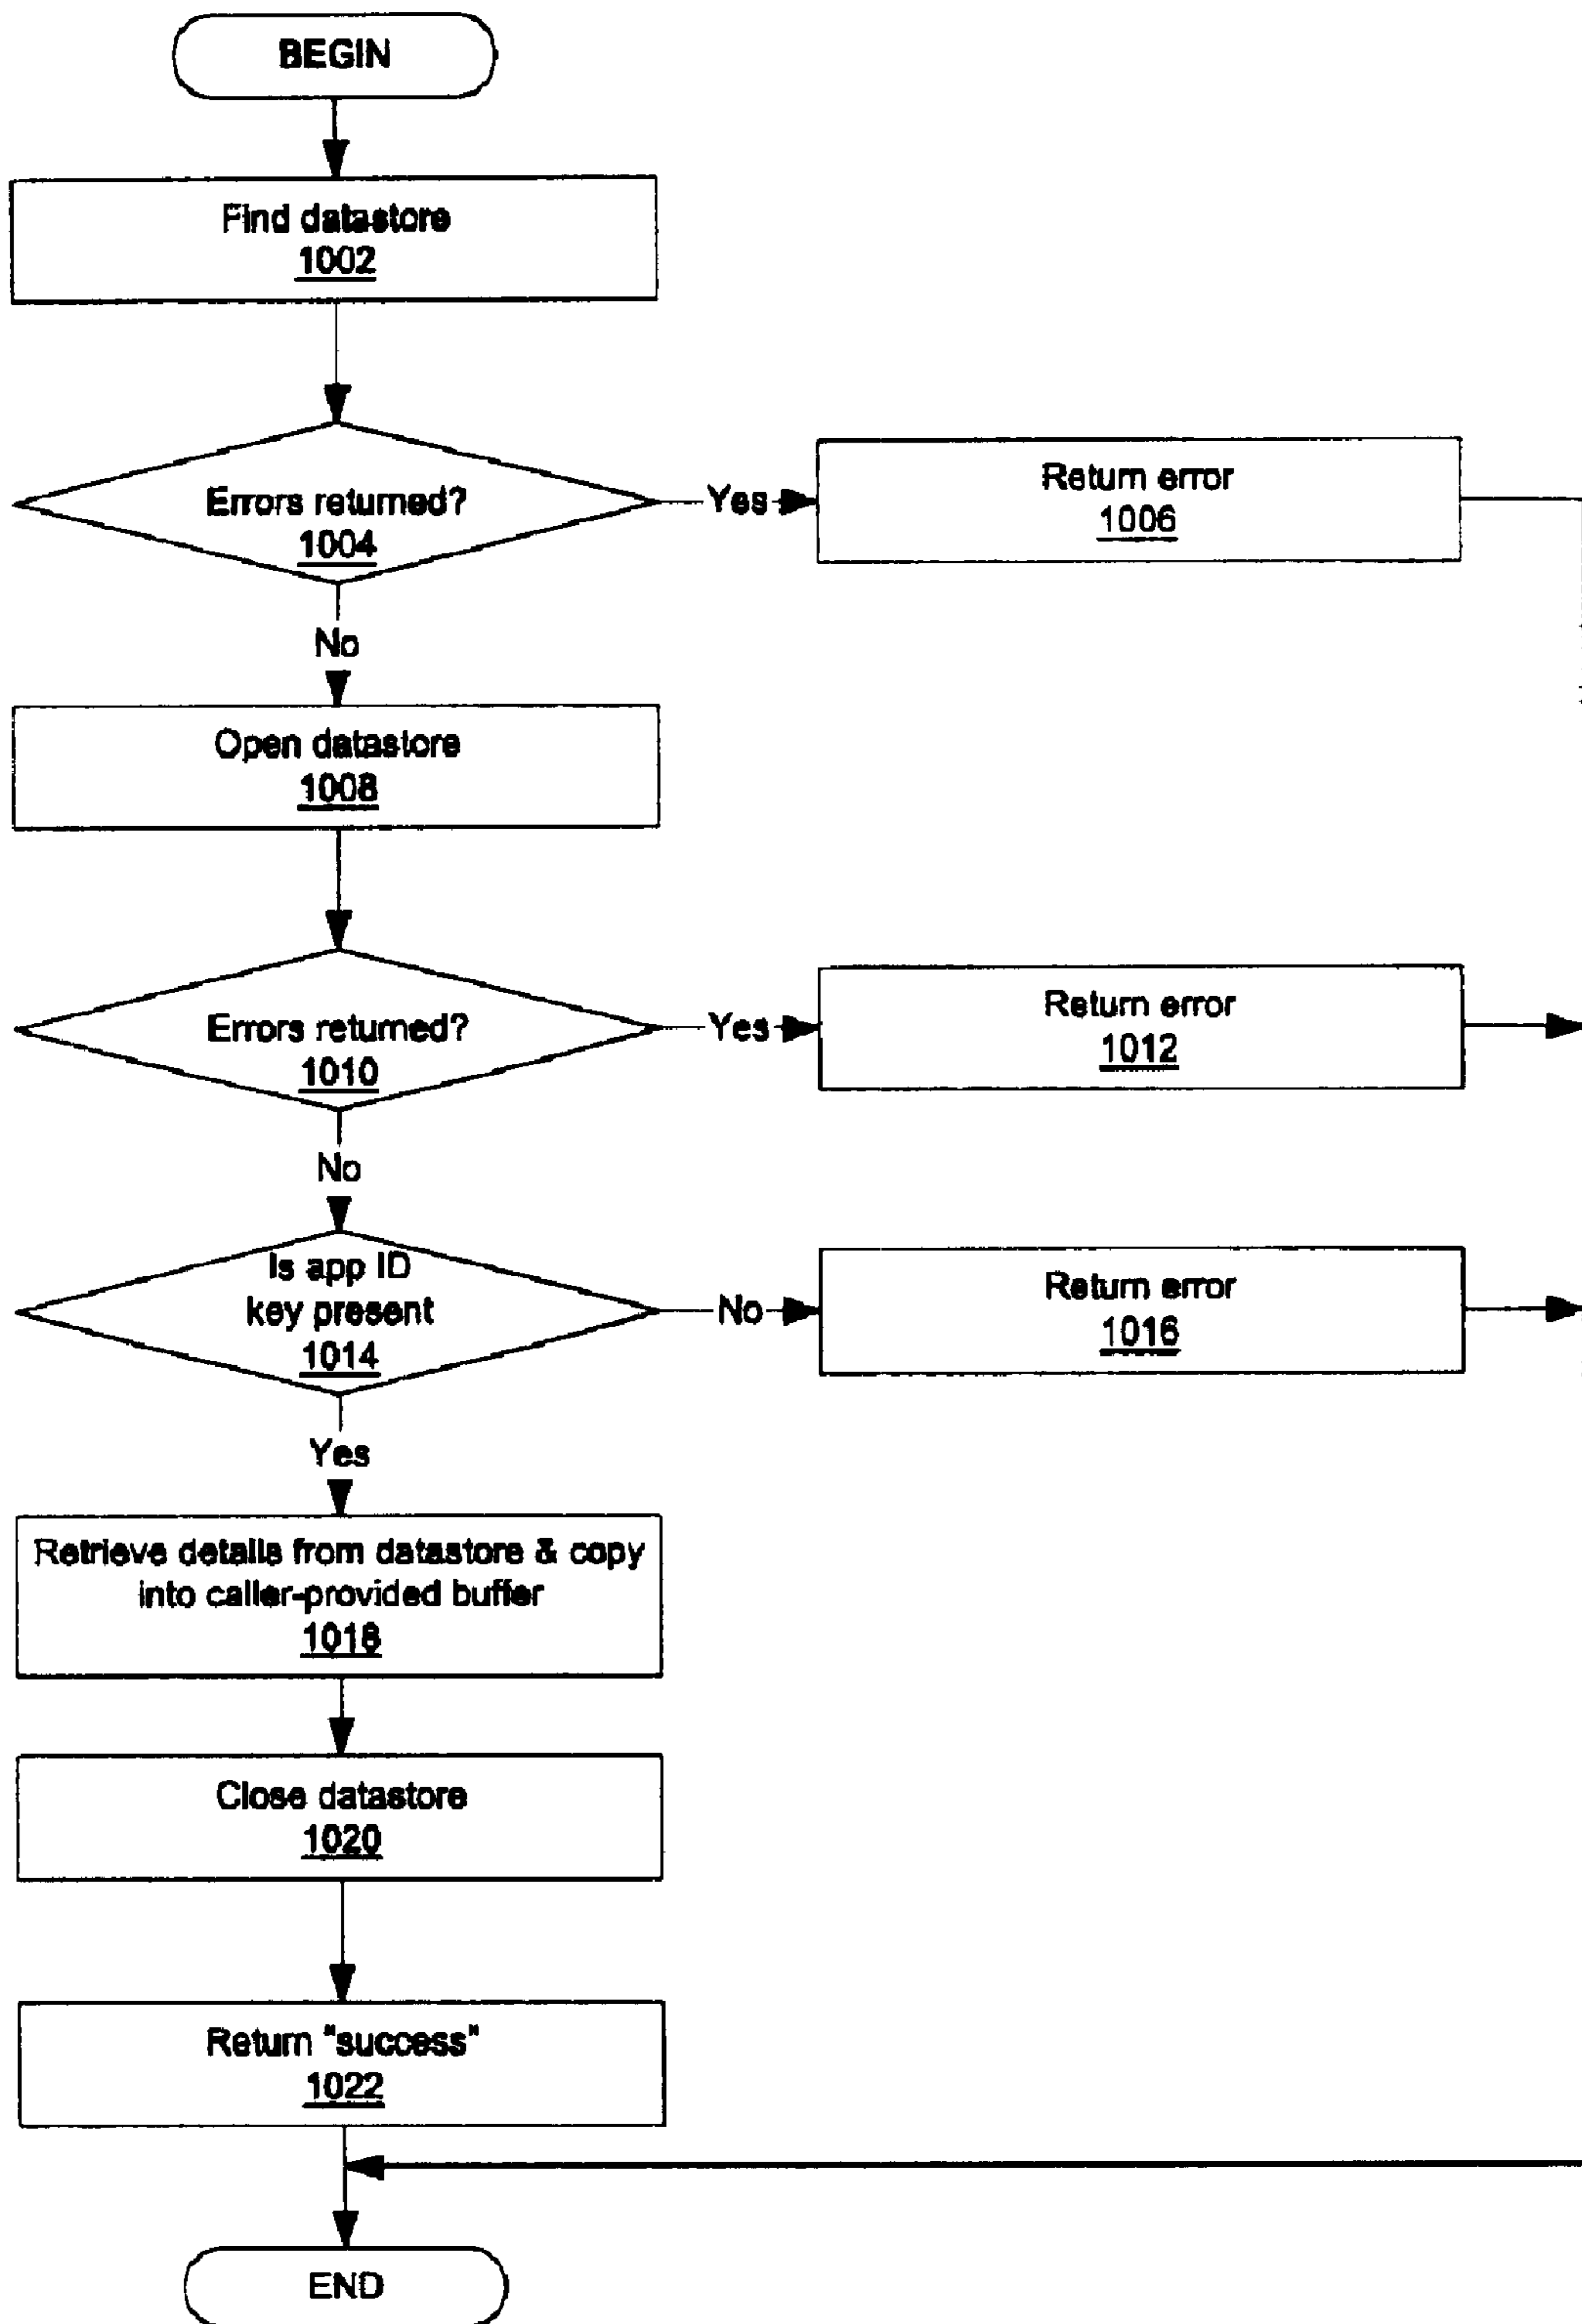 BEGIN
Find datastore
1002
Errors returned?
1004
Yes
Return error
1006
No
Open datastore
1008
Errors returned?
1010
Yes
Return error
1012
No
Is app ID
key present
1014
No
Return error
1016
Yes
Retrieve details from datastore & copy
into caller-provided buffer
1018
Close datastore
1020
Return "success"
1022
END